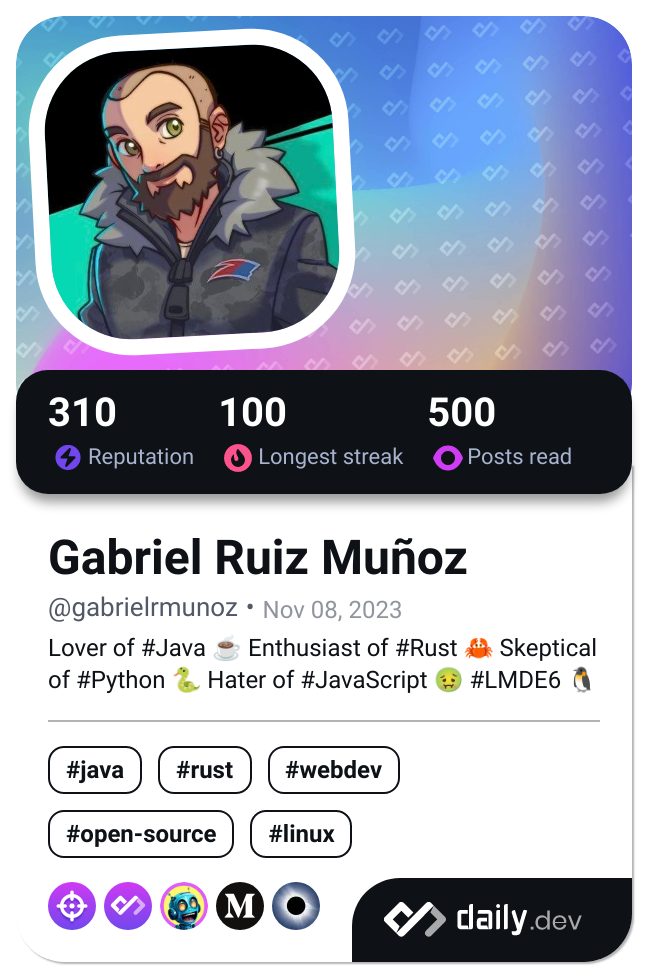 310 100 500
Reputation Longest streak Posts read
Gabriel Ruiz Muñoz
@gabrielrmunoz • Nov 08, 2023
Lover of #Java ☕ Enthusiast of #Rust 🦀 Skeptical
of #Python 🐍 Hater of #JavaScript 🤢 #LMDE6 🐧
#java #rust #webdev
#open-source #linux
M
daily.dev